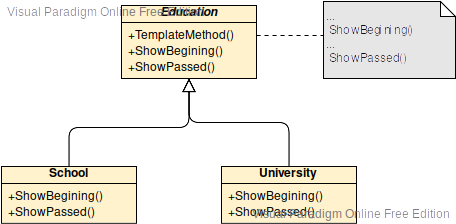 Visual Paradigm Online Free Edition
Education
+TemplateMethod()
+ShowBegining()
+ShowPassed()
...
ShowBegining()
...
ShowPassed()
School
+ShowBegining()
+ShowPassed()
University
+ShowBegining()
+ShowPassed()
Visual Paradigm Online Free Edition